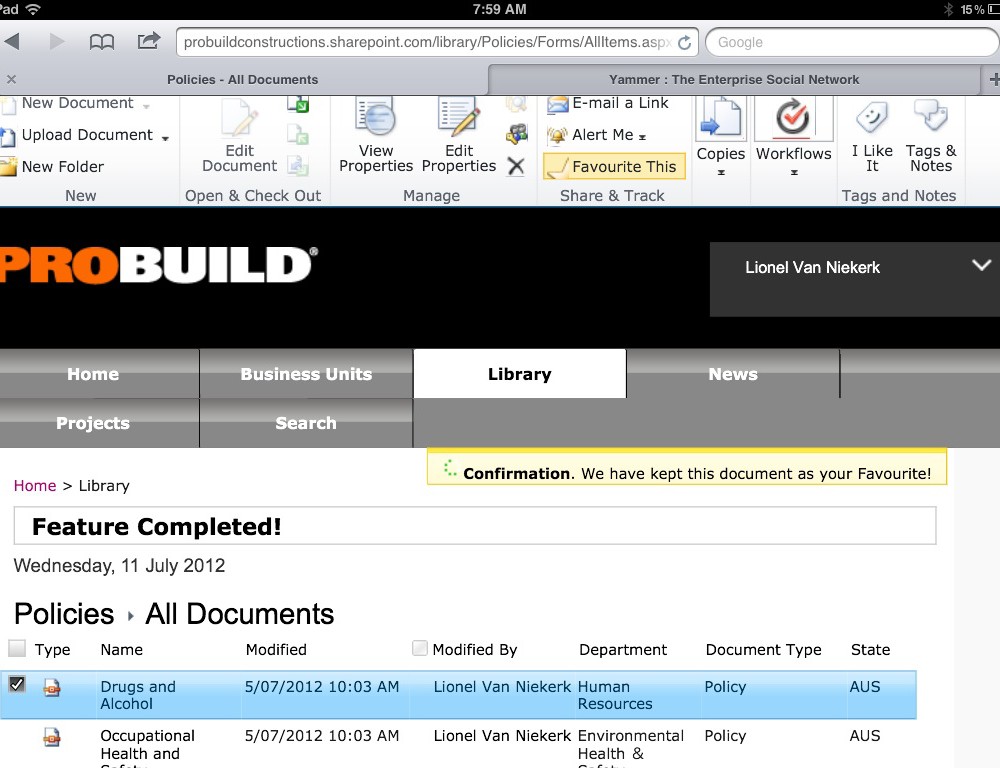 Pad 7:59 AM 15%
probuildconstructions.sharepoint.com/library/Policies/Forms/AllItems.aspx Google
Policies - All Documents Yammer : The Enterprise Social Network
New Document E-mail a Link
Upload Document Alert Me
New Folder Edit Document View Properties Edit Properties Favourite This Copies Workflows I Like It Tags & Notes
New Open & Check Out Manage Share & Track Tags and Notes
PROBUILD®
Lionel Van Niekerk
Home Business Units Library News
Projects Search
Confirmation. We have kept this document as your Favourite!
Home > Library
Feature Completed!
Wednesday, 11 July 2012
Policies All Documents
Type Name Modified Modified By Department Document Type State
Drugs and Alcohol 5/07/2012 10:03 AM Lionel Van Niekerk Human Resources Policy AUS
Occupational Health and Safety 5/07/2012 10:03 AM Lionel Van Niekerk Environmental Health & Safety Policy AUS